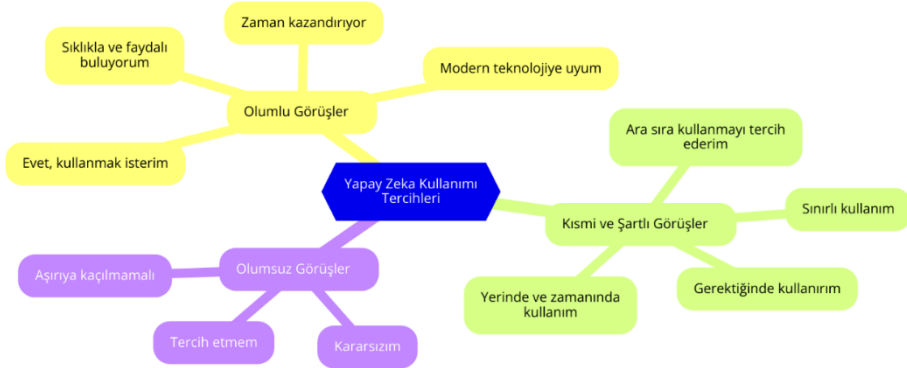 Zaman kazandırıyor
Sıklıkla ve faydalı
buluyorum
Modern teknolojiye uyum
Olumlu Görüşler
Evet, kullanmak isterim
Ara sıra kullanmayı tercih
ederim
Yapay Zeka Kullanımı
Tercihleri
Sınırlı kullanım
Kısmi ve Şartlı Görüşler
Olumsuz Görüşler
Aşırıya kaçılmamalı
Gerektiğinde kullanırım
Yerinde ve zamanında
kullanım
Tercih etmem
Kararsızım